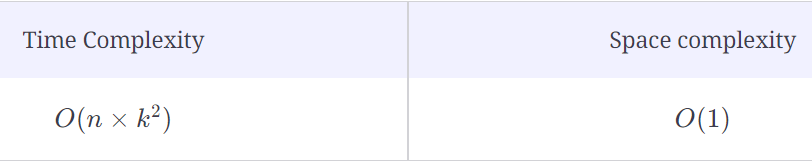 Time Complexity Space complexity
O(n × k²) O(1)